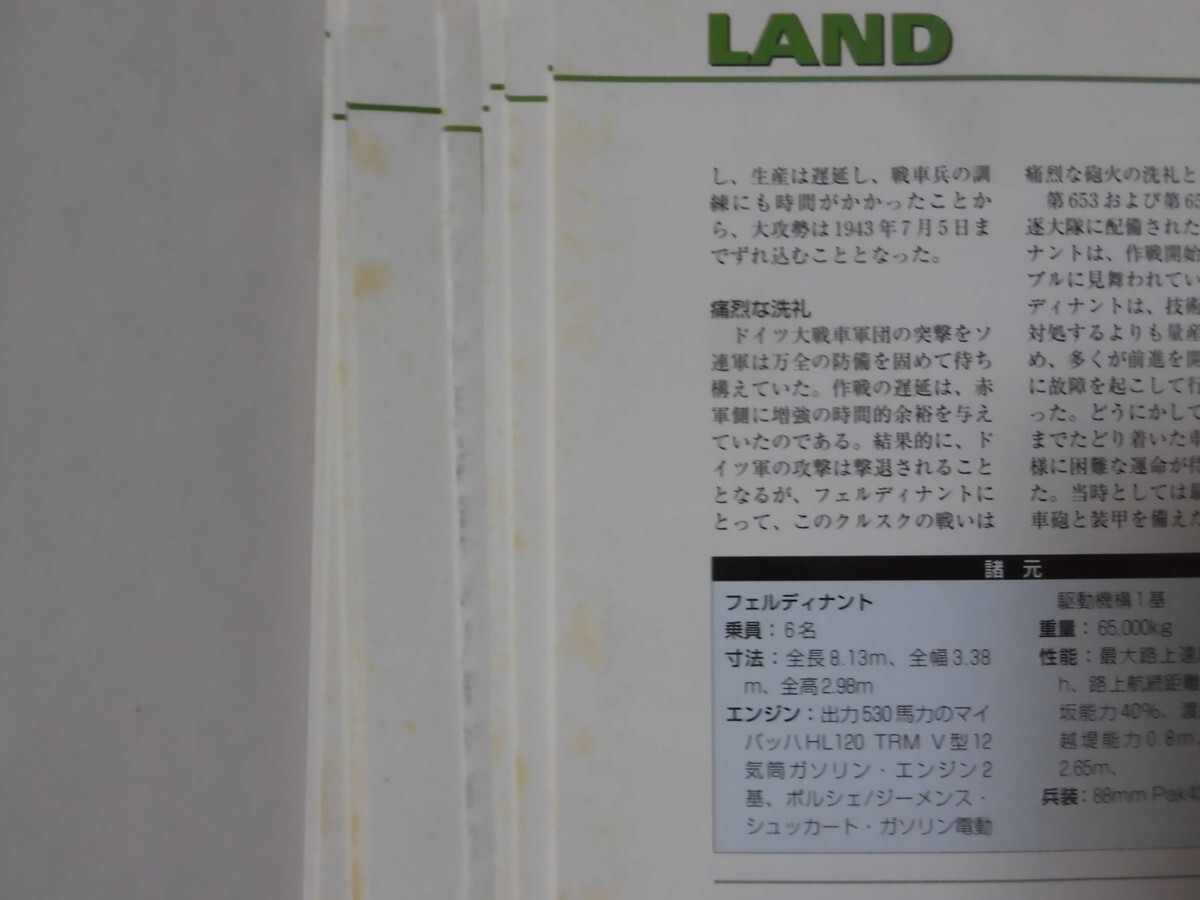 LAND
し、生産は遅延し、戦車兵の訓
練にも時間がかかったことか
ら、大攻勢は1943年7月5日ま
でずれ込むこととなった。
痛烈な洗礼
ドイツ大戦車軍団の突撃をソ
連軍は万全の防備を固めて待ち
構えていた。作戦の遅延は、赤
軍側に増強の時間的余裕を与え
ていたのである。結果的に、ド
イツ軍の攻撃は撃退されること
となるが、フェルディナントに
とって、このクルスクの戦いは
痛烈な砲火の洗礼と
第653および第65
逐大隊に配備された
ナントは、作戦開始
ブルに見舞われてい
ディナントは、技術
対処するよりも量産
め、多くが前進を開
に故障を起こして行
った。どうにかして
までたどり着いた車
様に困難な運命が待
た。当時としては最
車砲と装甲を備えた
諸 元
フェルディナント
乗員：6名
寸法：全長8.13m、全幅3.38
m、全高2.98m
エンジン：出力530馬力のマイ
バッハHL120 TRM V型12
気筒ガソリン・エンジン2
基、ポルシェ/ジーメンス・
シュッカート・ガソリン電動
駆動機構1基
重量：65,000kg
性能：最大路上速
h、路上航続距離
坂能力40％、渡
越堤能力0.8m、
2.65m、
兵装：88mm Pak43